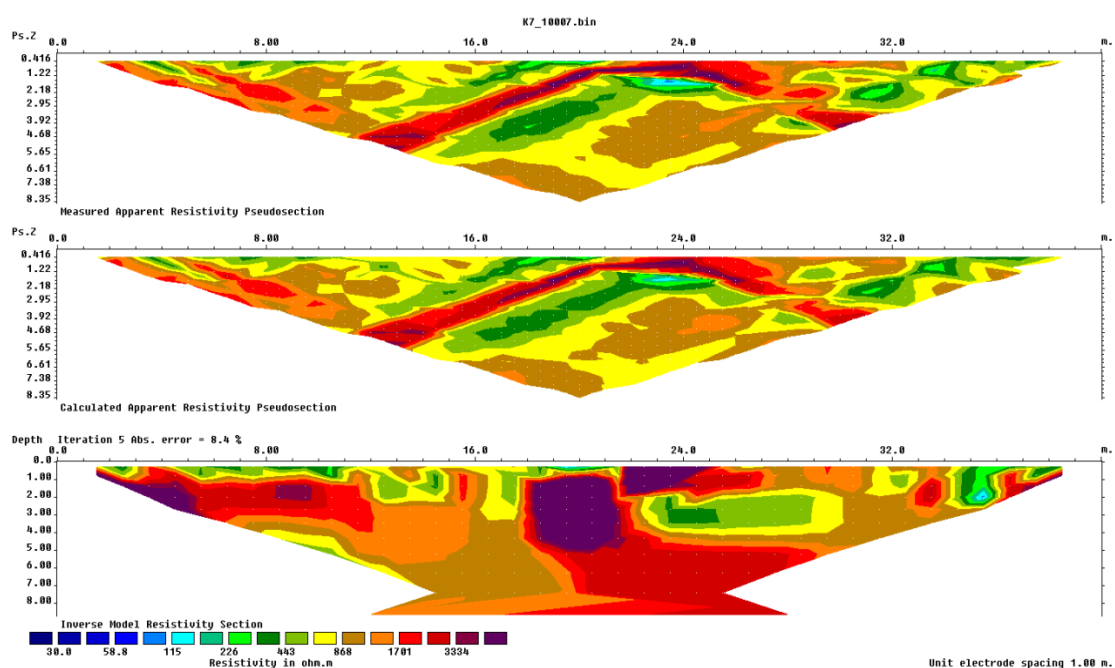 K7_10007.bin
Ps.Z 0.0 8.00 16.0 24.0 32.0 m.
0.416
1.22
2.18
2.95
3.92
4.68
5.65
6.61
7.38
8.35
Measured Apparent Resistivity Pseudosection
Ps.Z 0.0 8.00 16.0 24.0 32.0 m.
0.416
1.22
2.18
2.95
3.92
4.68
5.65
6.61
7.38
8.35
Calculated Apparent Resistivity Pseudosection
Depth Iteration 5 Abs. error = 8.4 %
0.0 8.00 16.0 24.0 32.0 m.
0.0
1.00
2.00
3.00
4.00
5.00
6.00
7.00
8.00
Inverse Model Resistivity Section
30.0 58.8 115 226 443 868 1701 3334
Resistivity in ohm.m Unit electrode spacing 1.00 m.